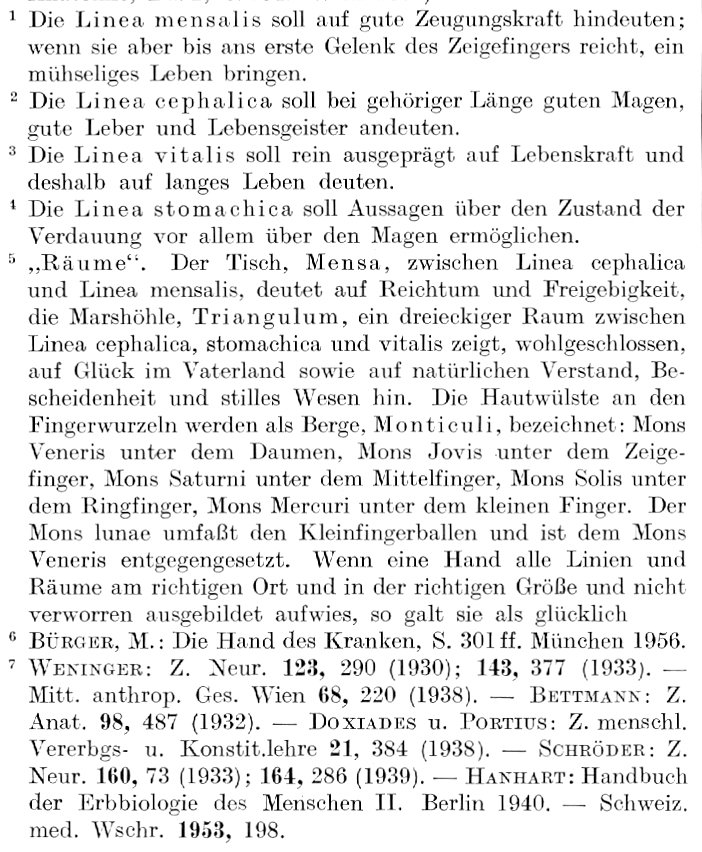 ¹ Die Linea mensalis soll auf gute Zeugungskraft hindeuten;
wenn sie aber bis ans erste Gelenk des Zeigefingers reicht, ein
mühseliges Leben bringen.
² Die Linea cephalica soll bei gehöriger Länge guten Magen,
gute Leber und Lebensgeister andeuten.
³ Die Linea vitalis soll rein ausgeprägt auf Lebenskraft und
deshalb auf langes Leben deuten.
⁴ Die Linea stomachica soll Aussagen über den Zustand der
Verdauung vor allem über den Magen ermöglichen.
⁵ „Räume“. Der Tisch, Mensa, zwischen Linea cephalica
und Linea mensalis, deutet auf Reichtum und Freigebigkeit,
die Marshöhle, Triangulum, ein dreieckiger Raum zwischen
Linea cephalica, stomachica und vitalis zeigt, wohlgeschlossen,
auf Glück im Vaterland sowie auf natürlichen Verstand, Be-
scheidenheit und stilles Wesen hin. Die Hautwülste an den
Fingerwurzeln werden als Berge, Monticuli, bezeichnet: Mons
Veneris unter dem Daumen, Mons Jovis unter dem Zeige-
finger, Mons Saturni unter dem Mittelfinger, Mons Solis unter
dem Ringfinger, Mons Mercuri unter dem kleinen Finger. Der
Mons lunae umfaßt den Kleinfingerballen und ist dem Mons
Veneris entgegengesetzt. Wenn eine Hand alle Linien und
Räume am richtigen Ort und in der richtigen Größe und nicht
verworren ausgebildet aufwies, so galt sie als glücklich
⁶ BÜRGER, M.: Die Hand des Kranken, S. 301ff. München 1956.
⁷ WENINGER: Z. Neur. 123, 290 (1930); 143, 377 (1933). —
Mitt. anthrop. Ges. Wien 68, 220 (1938). — BETTMANN: Z.
Anat. 98, 487 (1932). — DOXIADES u. PORTIUS: Z. menschl.
Vererbgs- u. Konstit.lehre 21, 384 (1938). — SCHRÖDER: Z.
Neur. 160, 73 (1933); 164, 286 (1939). — HANHART: Handbuch
der Erbbiologie des Menschen II. Berlin 1940. — Schweiz.
med. Wschr. 1953, 198.